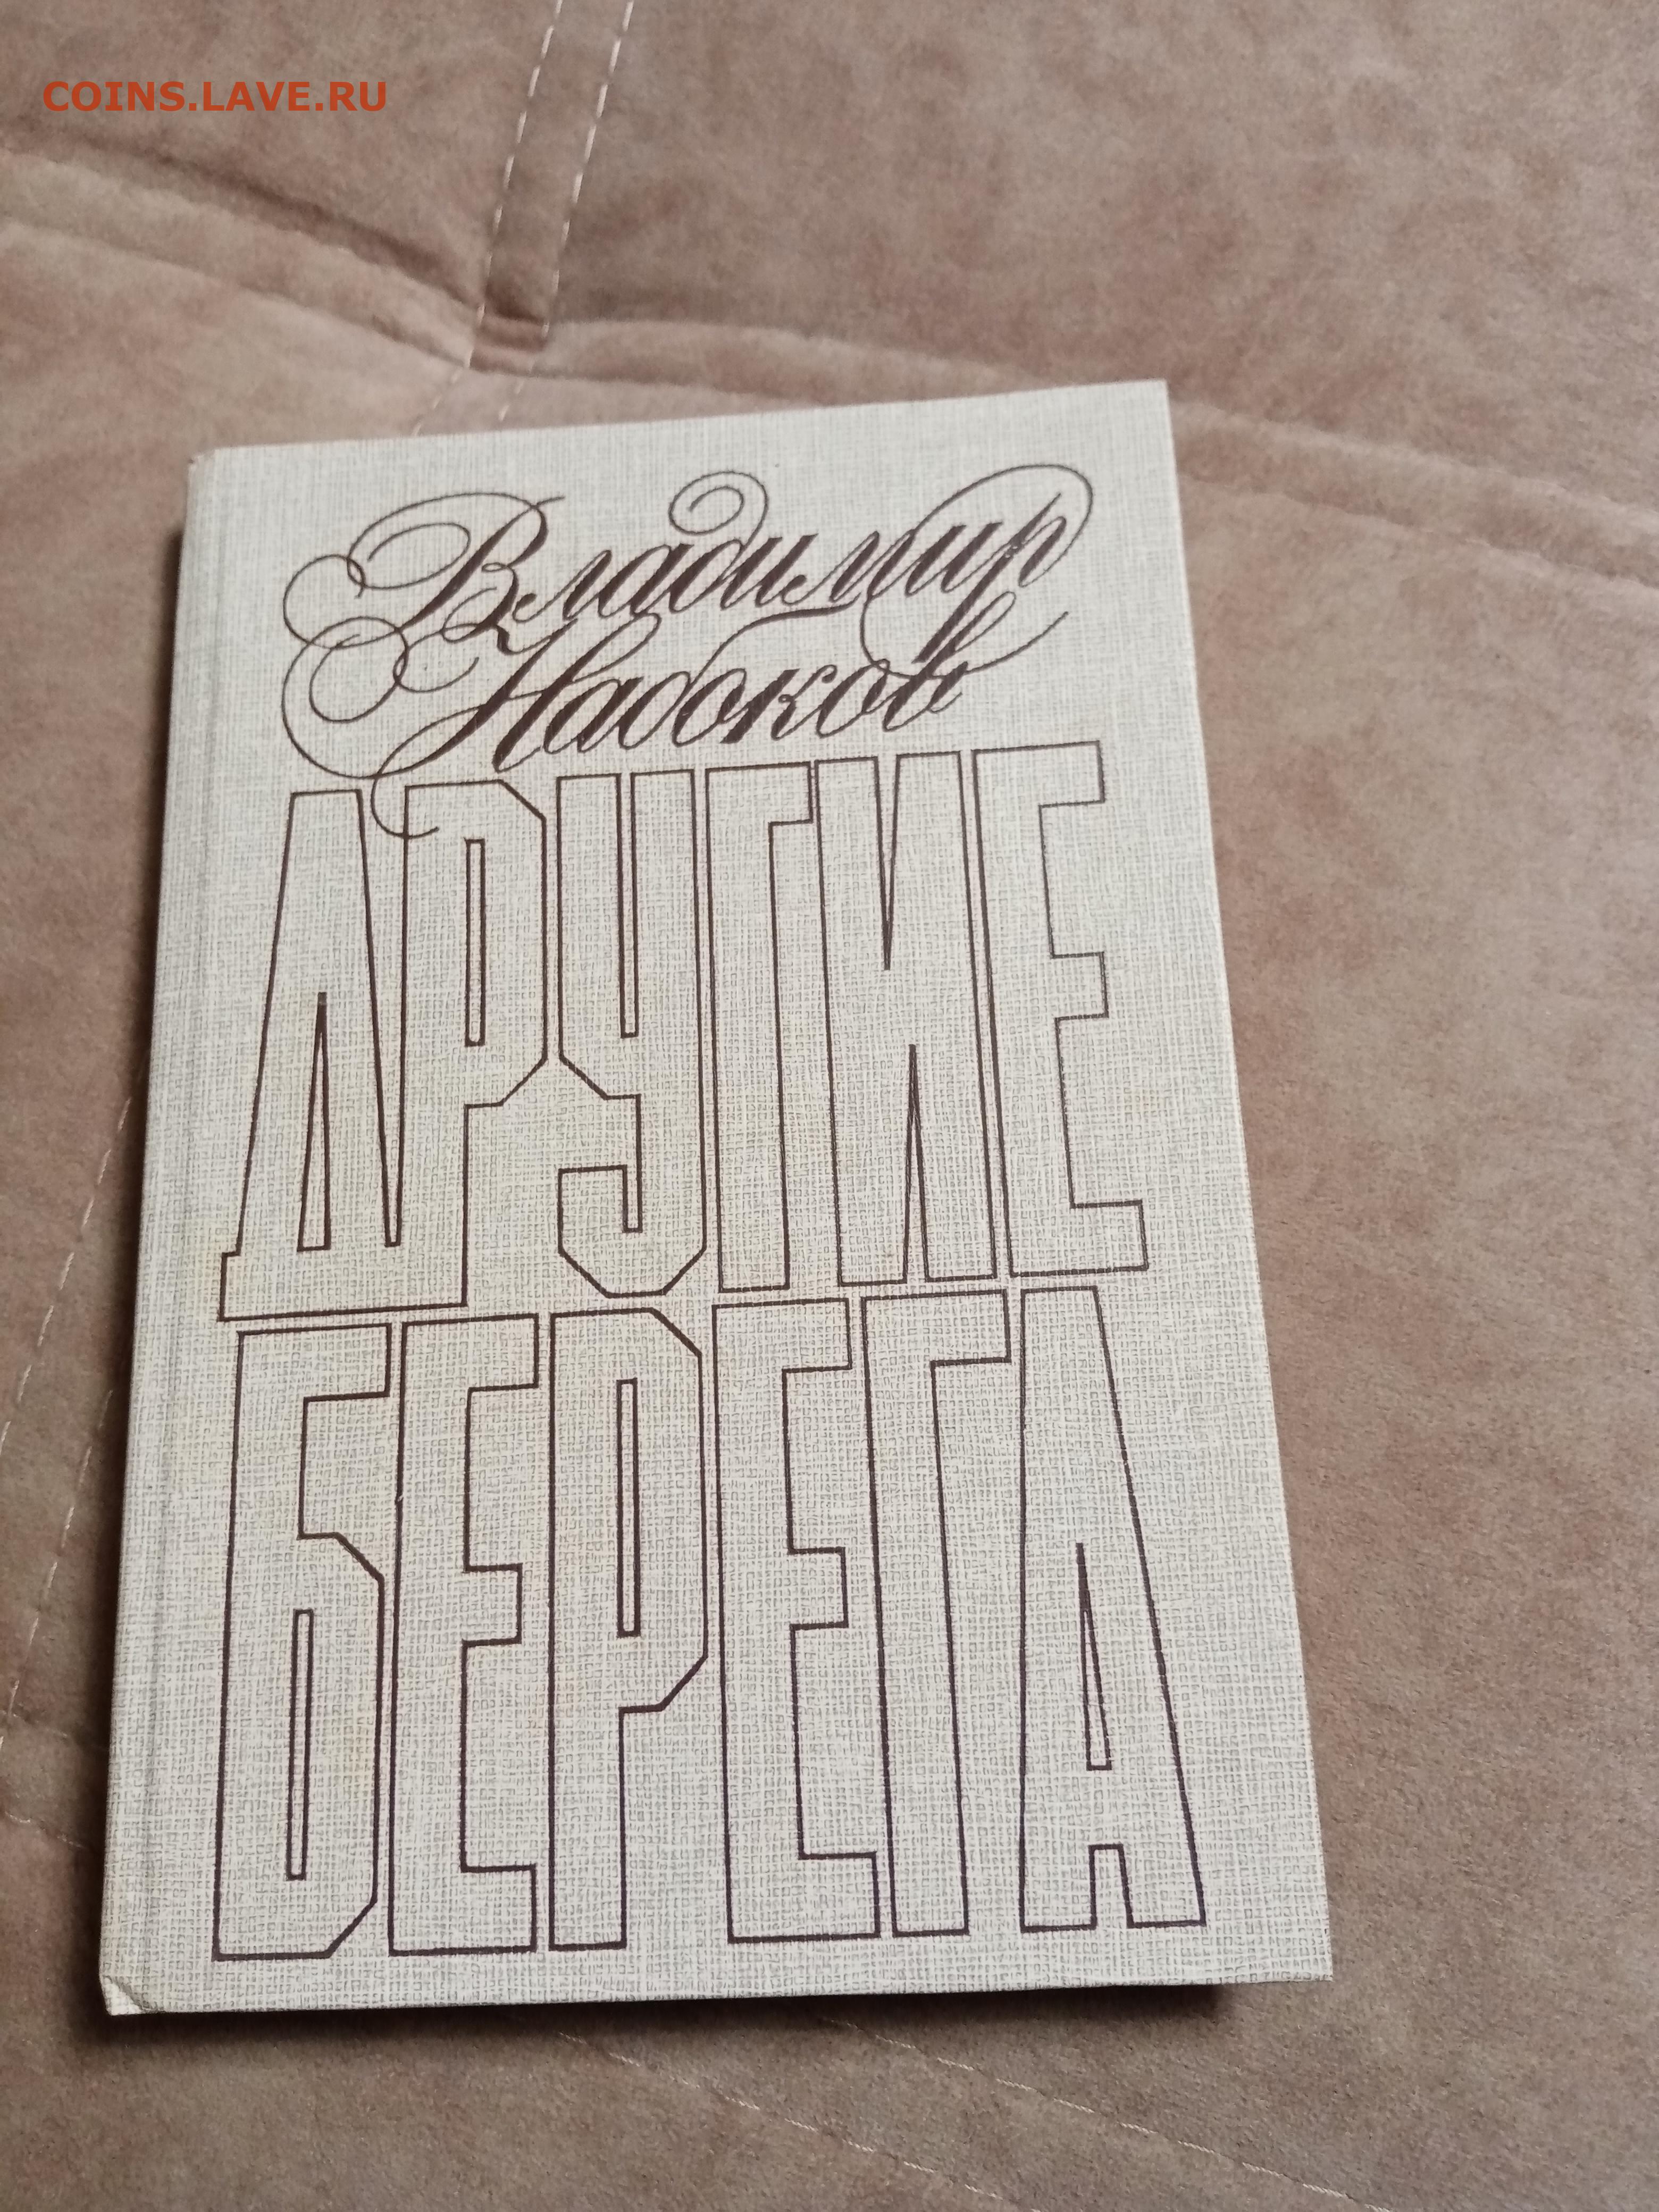 COINS.LAVE.RU
Владимир
Набоков
ДРУГИЕ
БЕРЕГА